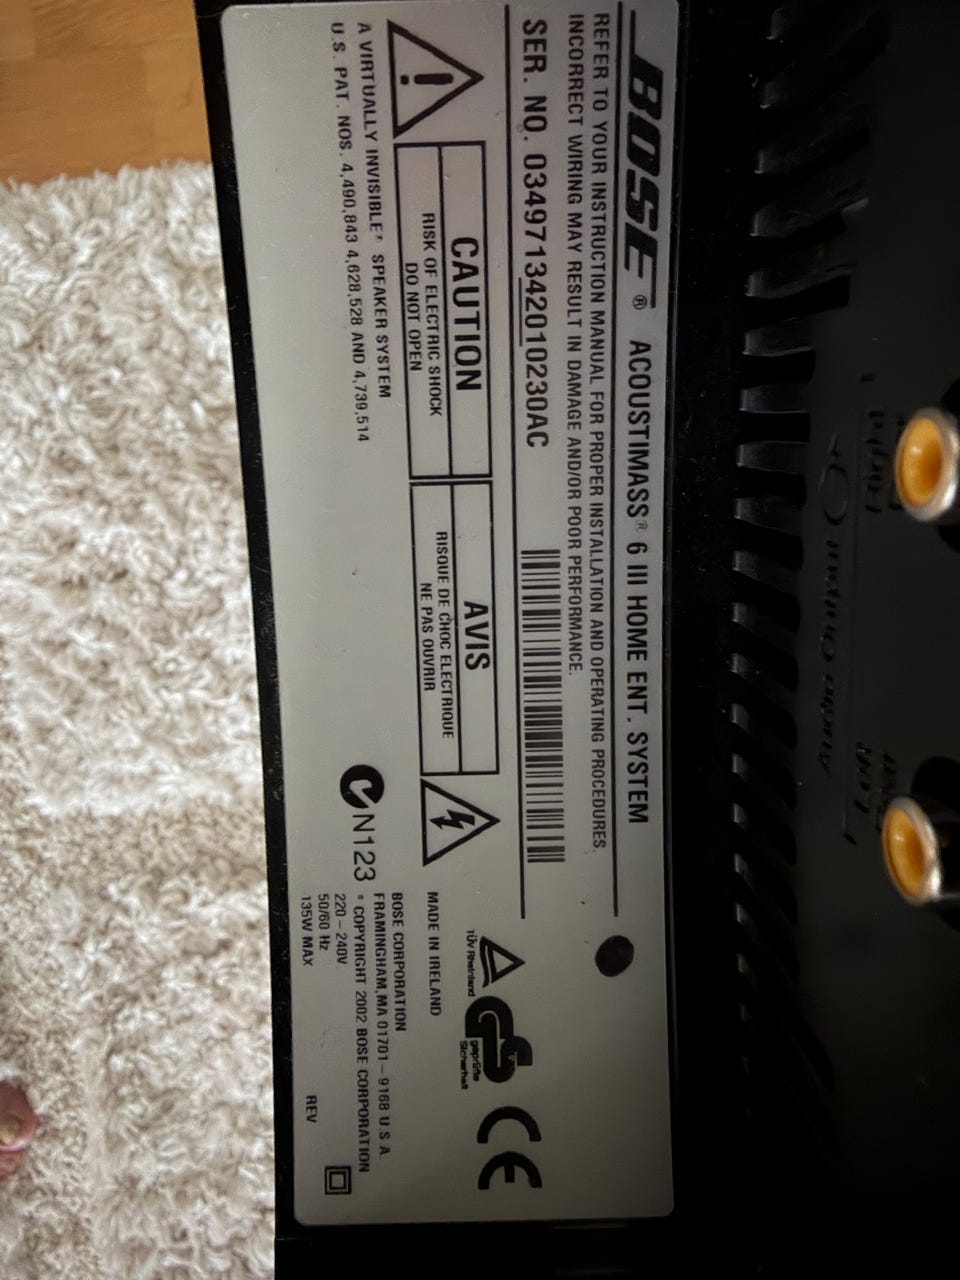 BOSE® ACOUSTIMASS® 6 III HOME ENT. SYSTEM
REFER TO YOUR INSTRUCTION MANUAL FOR PROPER INSTALLATION AND OPERATING PROCEDURES.
INCORRECT WIRING MAY RESULT IN DAMAGE AND/OR POOR PERFORMANCE.
SER. NO. 034971342010230AC
CAUTION
RISK OF ELECTRIC SHOCK
DO NOT OPEN
AVIS
RISQUE DE CHOC ELECTRIQUE
NE PAS OUVRIR
A VIRTUALLY INVISIBLE® SPEAKER SYSTEM
U.S. PAT. NOS. 4,490,843 4,628,528 AND 4,739,514
N123
TÜV Rheinland
GS
geprüfte
Sicherheit
CE
MADE IN IRELAND
BOSE CORPORATION
FRAMINGHAM,MA 01701-9168 U.S.A.
© COPYRIGHT 2002 BOSE CORPORATION
220-240V
50/60 Hz
135W MAX
REV